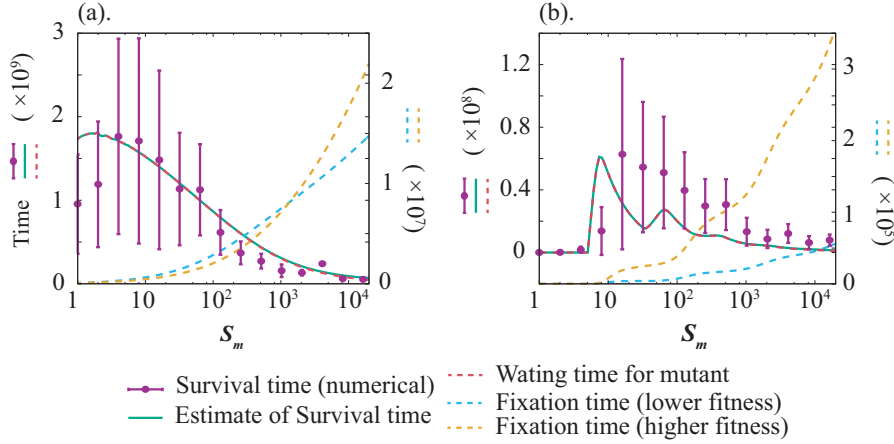 (a).
(b).
3
2
1
0
Time (×10⁹)
2
1
0
(×10⁷)
1
10
10²
10³
10⁴
Sₘ
1.2
0.8
0.4
0
(×10⁸)
3
2
1
0
(×10⁵)
1
10
10²
10³
10⁴
Sₘ
Survival time (numerical)
Estimate of Survival time
Wating time for mutant
Fixation time (lower fitness)
Fixation time (higher fitness)